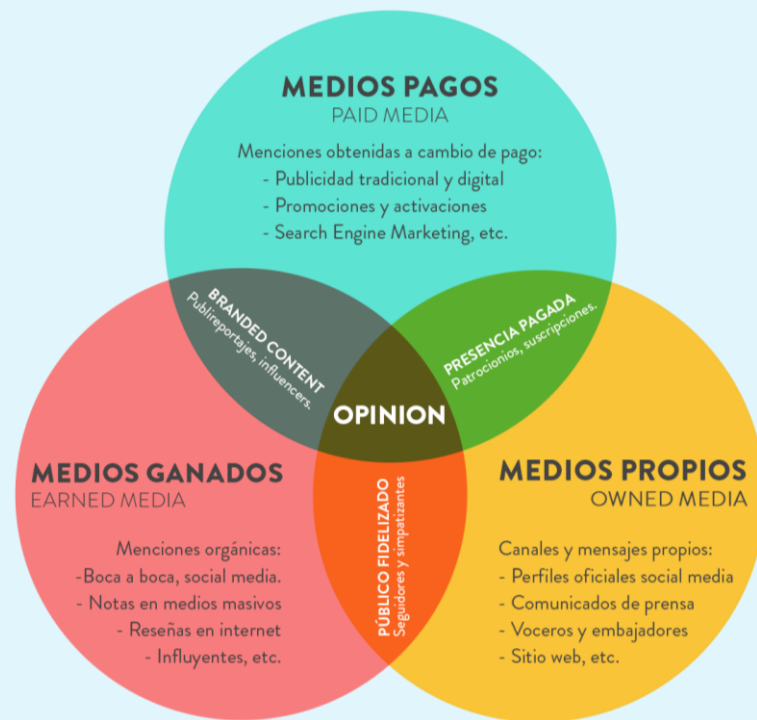 MEDIOS PAGOS
PAID MEDIA
Menciones obtenidas a cambio de pago:
- Publicidad tradicional y digital
- Promociones y activaciones
- Search Engine Marketing, etc.
BRANDED CONTENT
Publireportajes, influencers.
PRESENCIA PAGADA
Patrocionios, suscripciones.
OPINION
MEDIOS GANADOS
EARNED MEDIA
Menciones orgánicas:
-Boca a boca, social media.
- Notas en medios masivos
- Reseñas en internet
- Influyentes, etc.
PÚBLICO FIDELIZADO
Seguidores y simpatizantes
MEDIOS PROPIOS
OWNED MEDIA
Canales y mensajes propios:
- Perfiles oficiales social media
- Comunicados de prensa
- Voceros y embajadores
- Sitio web, etc.